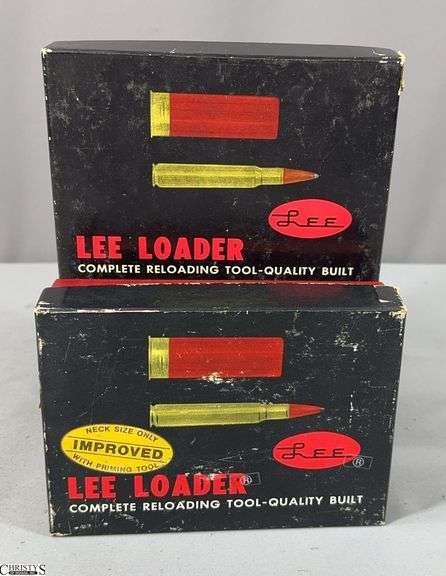 LEE
LEE LOADER
COMPLETE RELOADING TOOL-QUALITY BUILT
NECK SIZE ONLY
IMPROVED
WITH PRIMING TOOL
LEE ®
LEE LOADER®
COMPLETE RELOADING TOOL-QUALITY BUILT
CHRISTYS